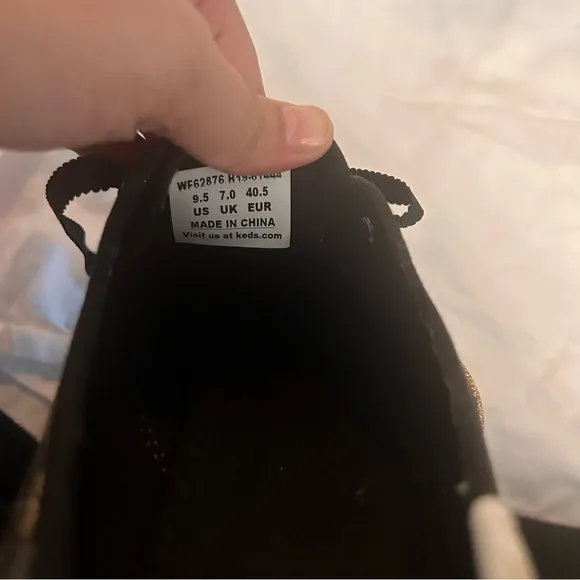 WF62876 H19-61444
9.5 7.0 40.5
US UK EUR
MADE IN CHINA
Visit us at keds.com